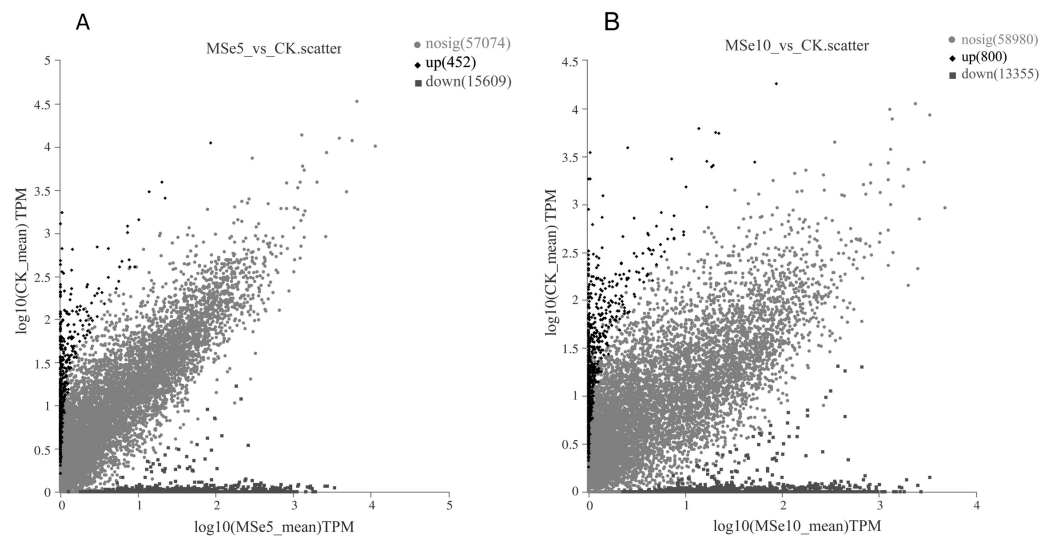 A
MSe5_vs_CK.scatter
nosig(57074)
up(452)
down(15609)
5
4.5
4
3.5
3
2.5
2
1.5
1
0.5
0
log10(CK_mean) TPM
0
1
2
3
4
5
log10(MSe5_mean)TPM
B
MSe10_vs_CK.scatter
nosig(58980)
up(800)
down(13355)
4.5
4
3.5
3
2.5
2
1.5
1
0.5
0
log10(CK_mean) TPM
0
1
2
3
4
log10(MSe10_mean)TPM